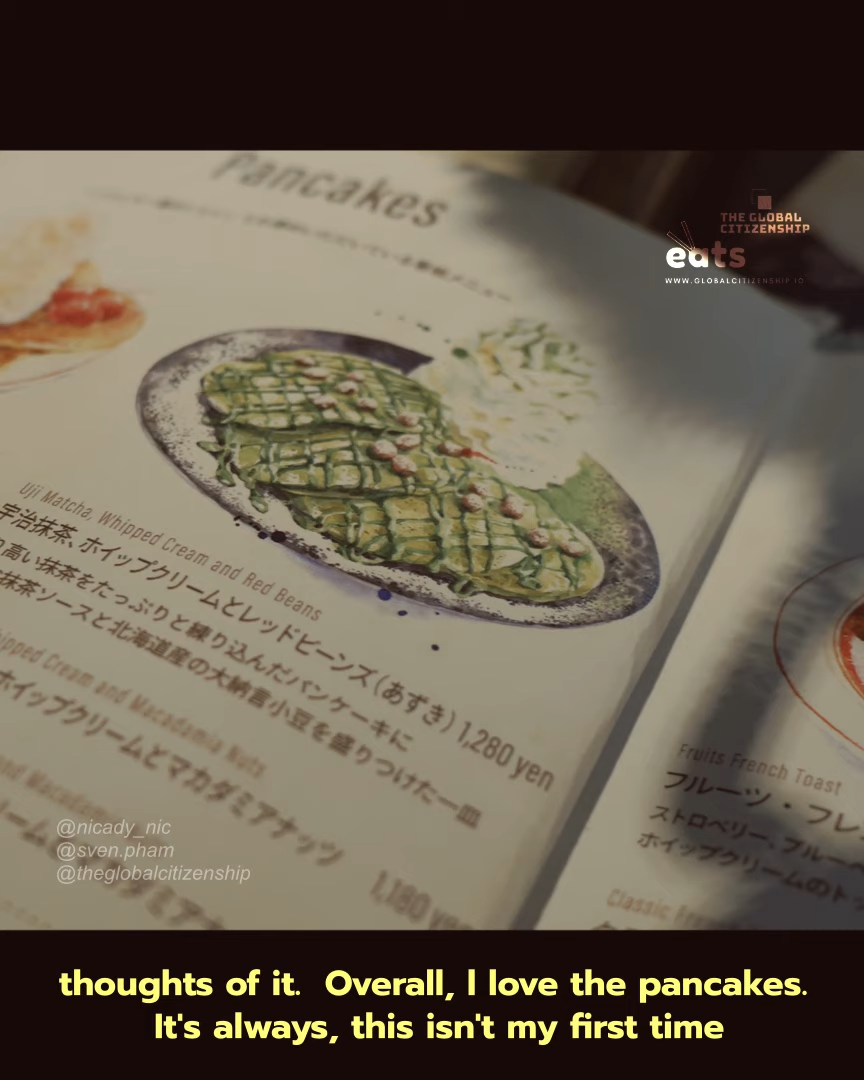 Pancakes
THE GLOBAL
CITIZENSHIP
eats
WWW.GLOBALCITIZENSHIP.IO
Uji Matcha, Whipped Cream and Red Beans
宇治抹茶、ホイップクリームとレッドビーンズ(あずき) 1,280 yen
高い抹茶をたっぷりと練り込んだパンケーキに
抹茶ソースと北海道産の大納言小豆を盛りつけた一皿
Whipped Cream and Macadamia Nuts
ホイップクリームとマカダミアナッツ
1,180 yen
Fruits French Toast
フルーツ・フレ
ストロベリー、ブルーベ
ホイップクリームのトッ
Classic
@nicady_nic
@sven.pham
@theglobalcitizenship
thoughts of it. Overall, I love the pancakes.
It's always, this isn't my first time